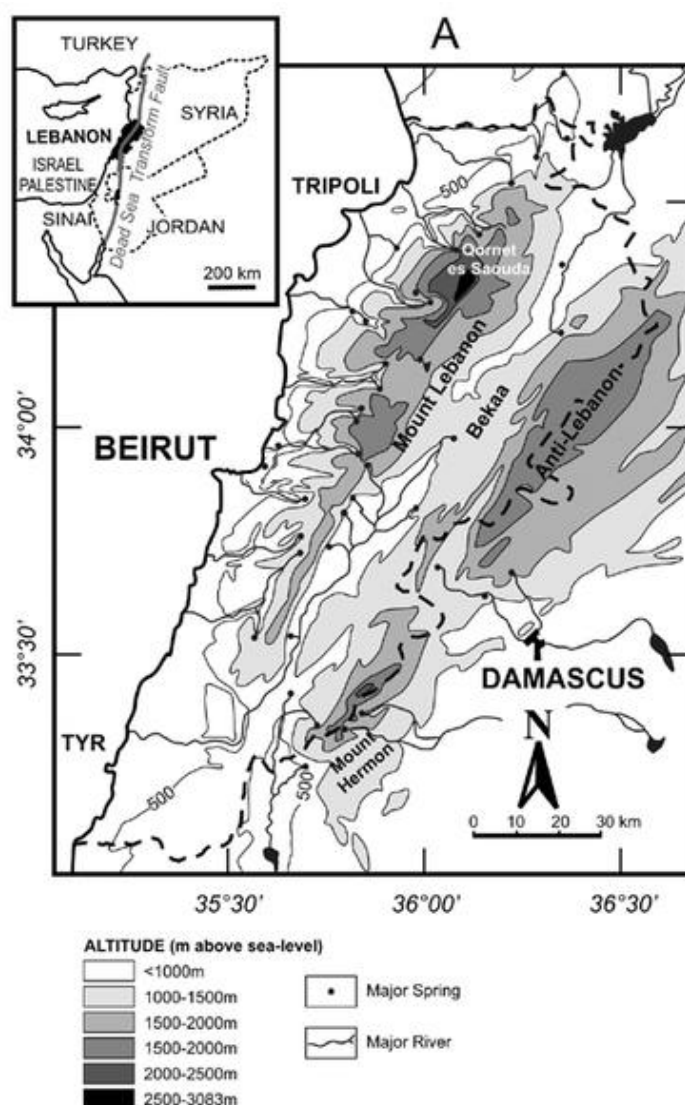 A
TURKEY
SYRIA
LEBANON
ISRAEL
PALESTINE
SINAI
JORDAN
Dead Sea Transform Fault
200 km
TRIPOLI
500
Qornet
es Saouda
Mount Lebanon
Bekaa
Anti-Lebanon
34°00'
BEIRUT
33°30'
DAMASCUS
TYR
Mount
Hermon
500
500
N
0 10 20 30 km
35°30'
36°00'
36°30'
ALTITUDE (m above sea-level)
<1000m
1000-1500m
1500-2000m
1500-2000m
2000-2500m
2500-3083m
Major Spring
Major River